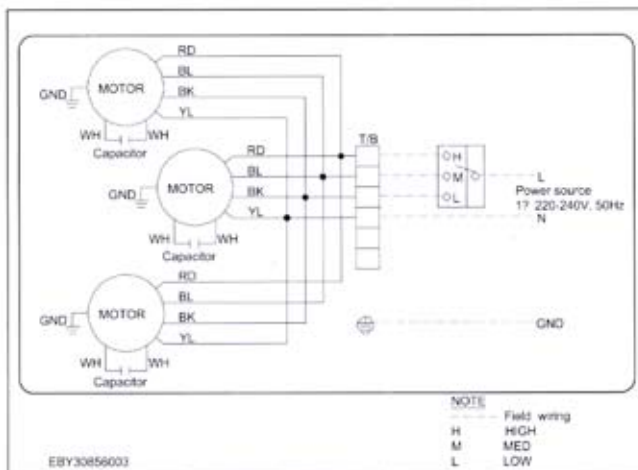 RD
BL
BK
YL
MOTOR
GND
WH
WH
Capacitor
T/B
RD
BL
BK
YL
MOTOR
GND
WH
WH
Capacitor
H
M
L
L
Power source
1? 220-240V, 50Hz
N
RD
BL
BK
YL
MOTOR
GND
WH
WH
Capacitor
GND
NOTE
Field wiring
H HIGH
M MED
L LOW
EBY30856003